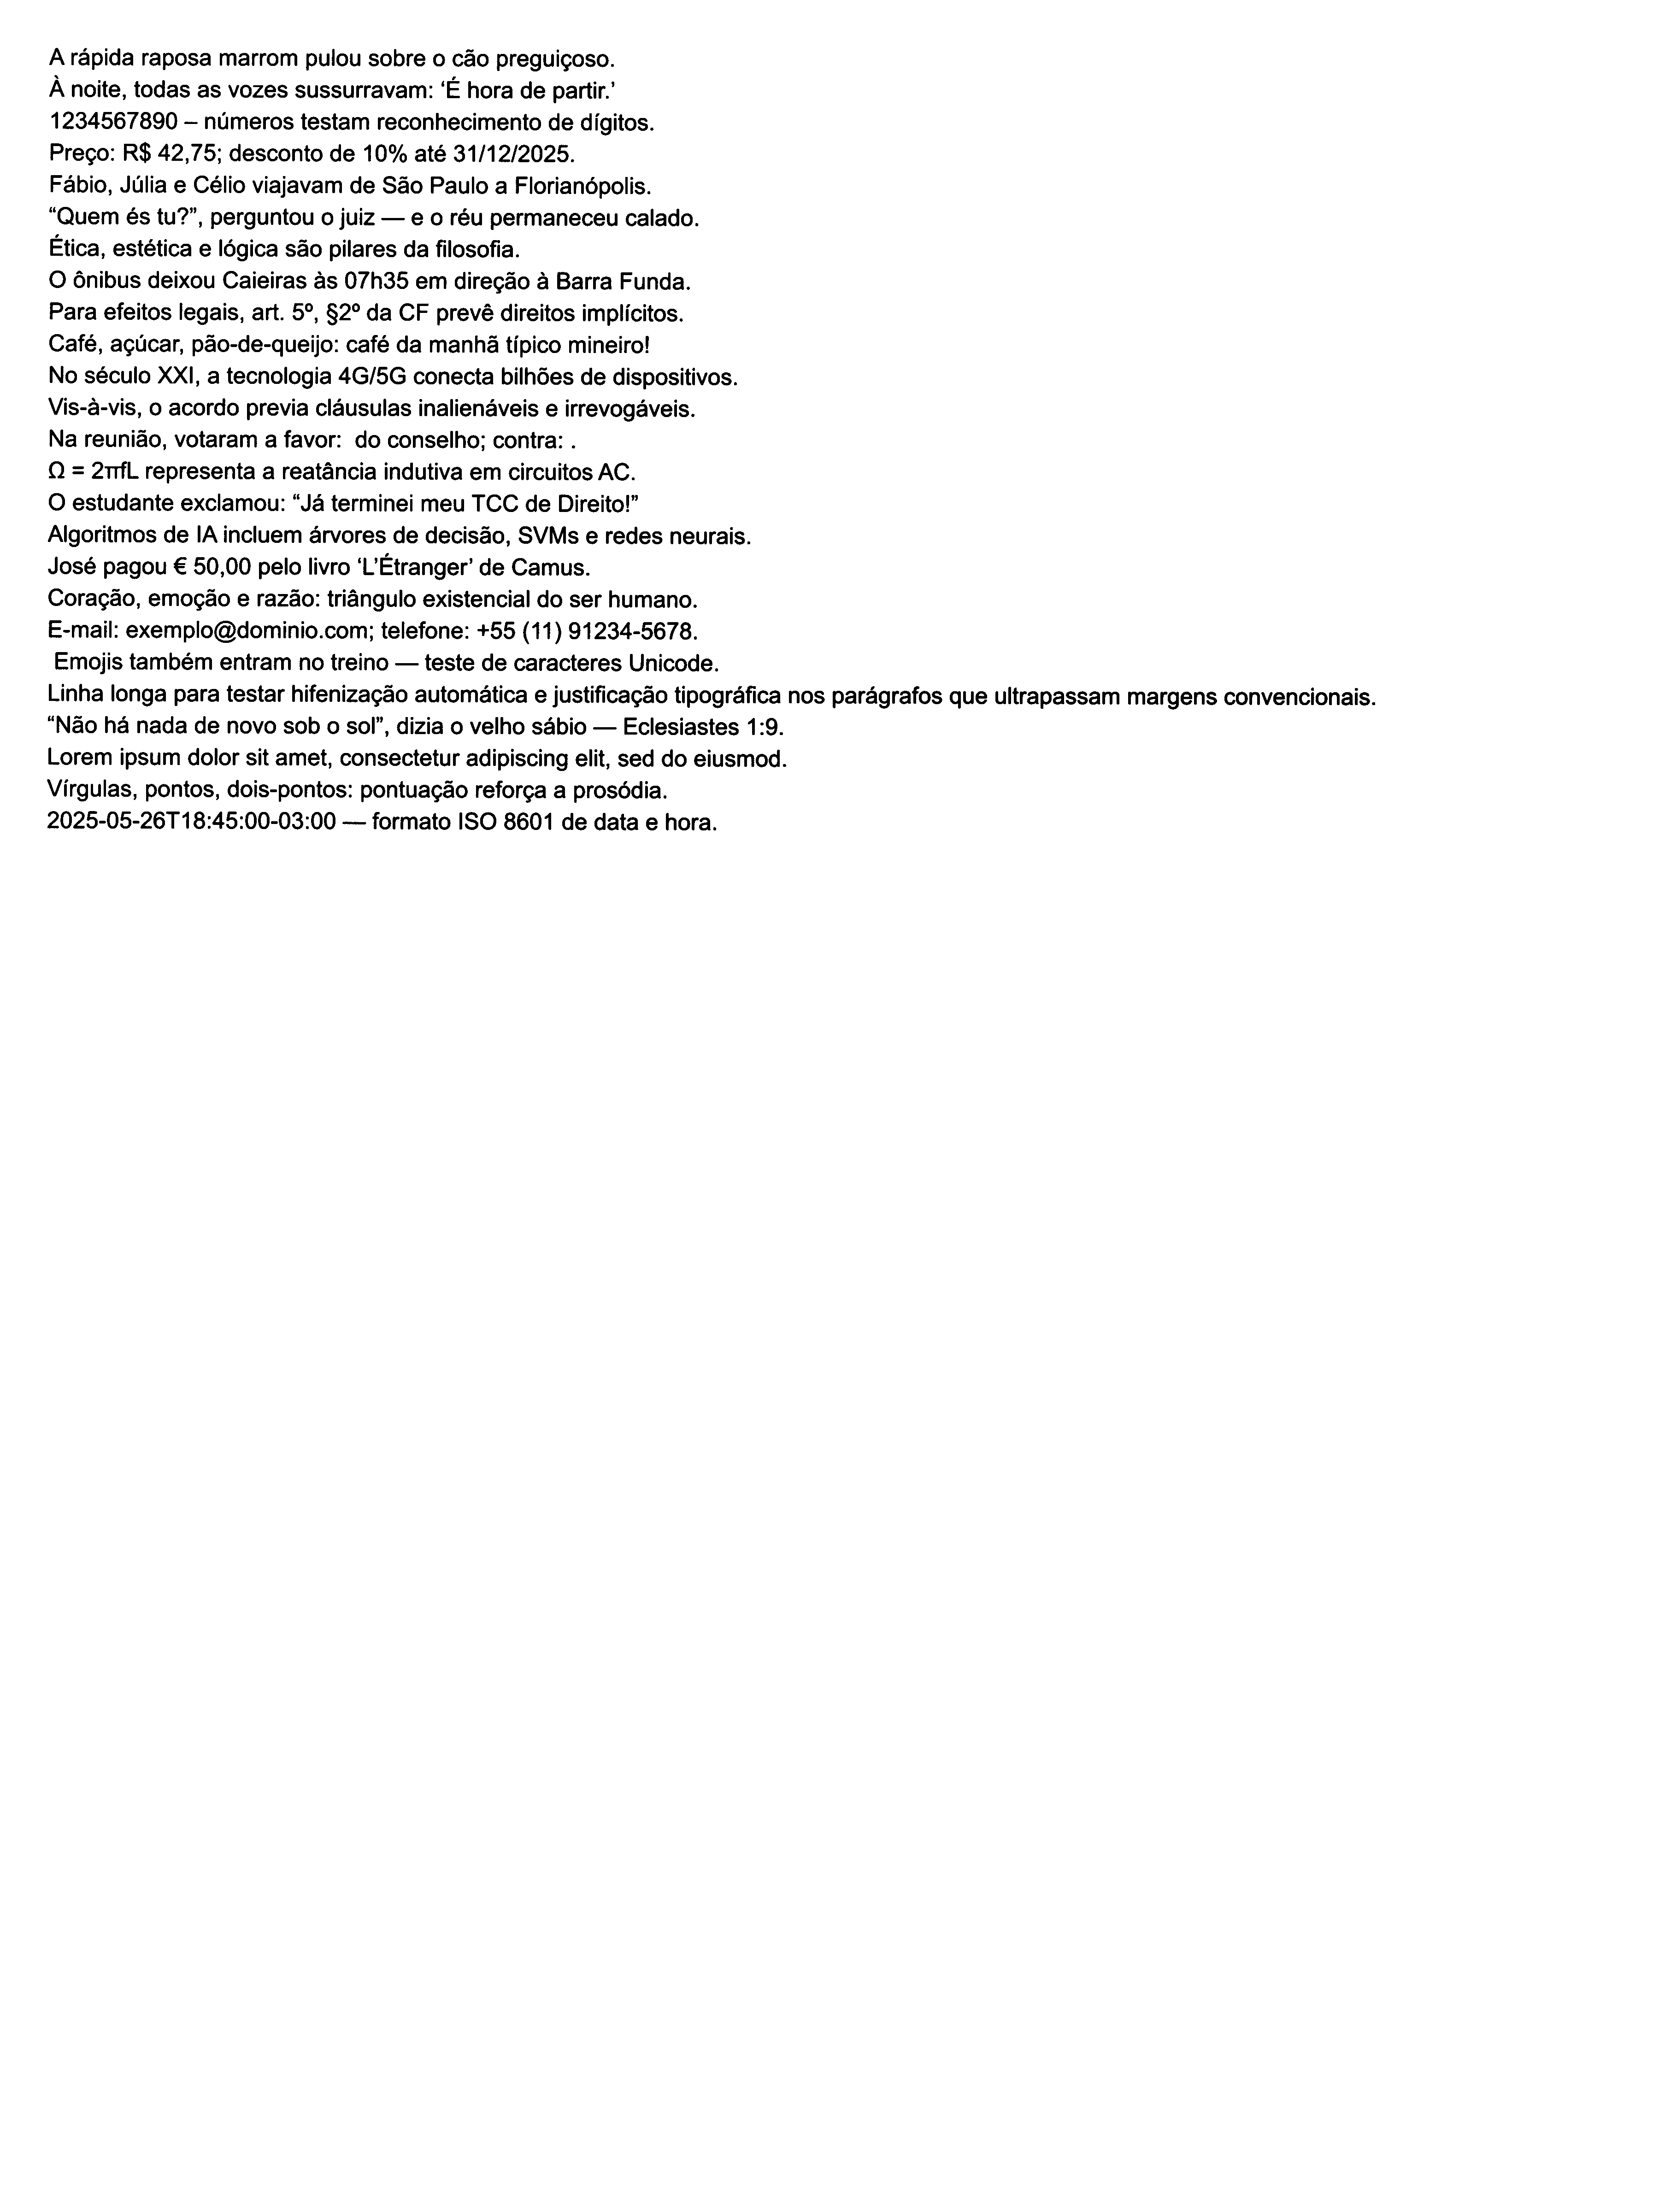 A rápida raposa marrom pulou sobre o cão preguiçoso.
À noite, todas as vozes sussurravam: ‘É hora de partir.’
1234567890 – números testam reconhecimento de dígitos.
Preço: R$ 42,75; desconto de 10% até 31/12/2025.
Fábio, Júlia e Célio viajavam de São Paulo a Florianópolis.
“Quem és tu?”, perguntou o juiz — e o réu permaneceu calado.
Ética, estética e lógica são pilares da filosofia.
O ônibus deixou Caieiras às 07h35 em direção à Barra Funda.
Para efeitos legais, art. 5º, §2º da CF prevê direitos implícitos.
Café, açúcar, pão-de-queijo: café da manhã típico mineiro!
No século XXI, a tecnologia 4G/5G conecta bilhões de dispositivos.
Vis-à-vis, o acordo previa cláusulas inalienáveis e irrevogáveis.
Na reunião, votaram a favor:  do conselho; contra: .
Ω = 2πfL representa a reatância indutiva em circuitos AC.
O estudante exclamou: “Já terminei meu TCC de Direito!”
Algoritmos de IA incluem árvores de decisão, SVMs e redes neurais.
José pagou € 50,00 pelo livro ‘L’Étranger’ de Camus.
Coração, emoção e razão: triângulo existencial do ser humano.
E-mail: exemplo@dominio.com; telefone: +55 (11) 91234-5678.
Emojis também entram no treino — teste de caracteres Unicode.
Linha longa para testar hifenização automática e justificação tipográfica nos parágrafos que ultrapassam margens convencionais.
“Não há nada de novo sob o sol”, dizia o velho sábio — Eclesiastes 1:9.
Lorem ipsum dolor sit amet, consectetur adipiscing elit, sed do eiusmod.
Vírgulas, pontos, dois-pontos: pontuação reforça a prosódia.
2025-05-26T18:45:00-03:00 — formato ISO 8601 de data e hora.